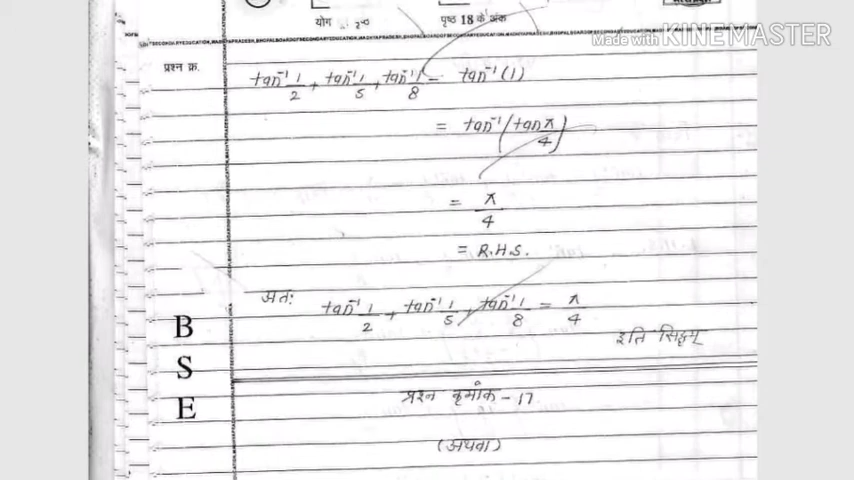 योग
पृष्ठ 18 के अंक
Made with KINEMASTER
प्रश्न क्र.
tan⁻¹ 1/2 + tan⁻¹ 1/5 + tan⁻¹ 1/8 = tan⁻¹(1)
= tan⁻¹(tan π/4)
= π/4
= R.H.S.
अतः tan⁻¹ 1/2 + tan⁻¹ 1/5 + tan⁻¹ 1/8 = π/4
इति सिद्धम्
B
S
E
प्रश्न क्रमांक - 17
(अथवा)